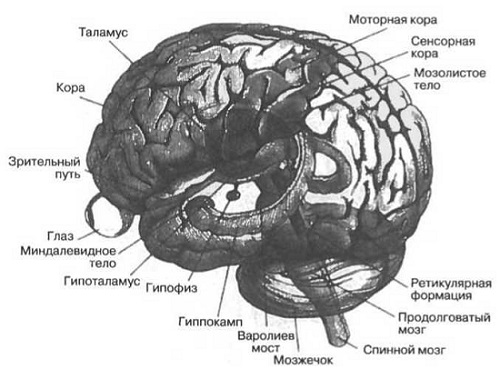 Моторная кора
Таламус
Сенсорная
кора
Мозолистое
тело
Кора
Зрительный
путь
Глаз
Миндалевидное
тело
Гипоталамус
Гипофиз
Гиппокамп
Варолиев
мост
Мозжечок
Ретикулярная
формация
Продолговатый
мозг
Спинной мозг